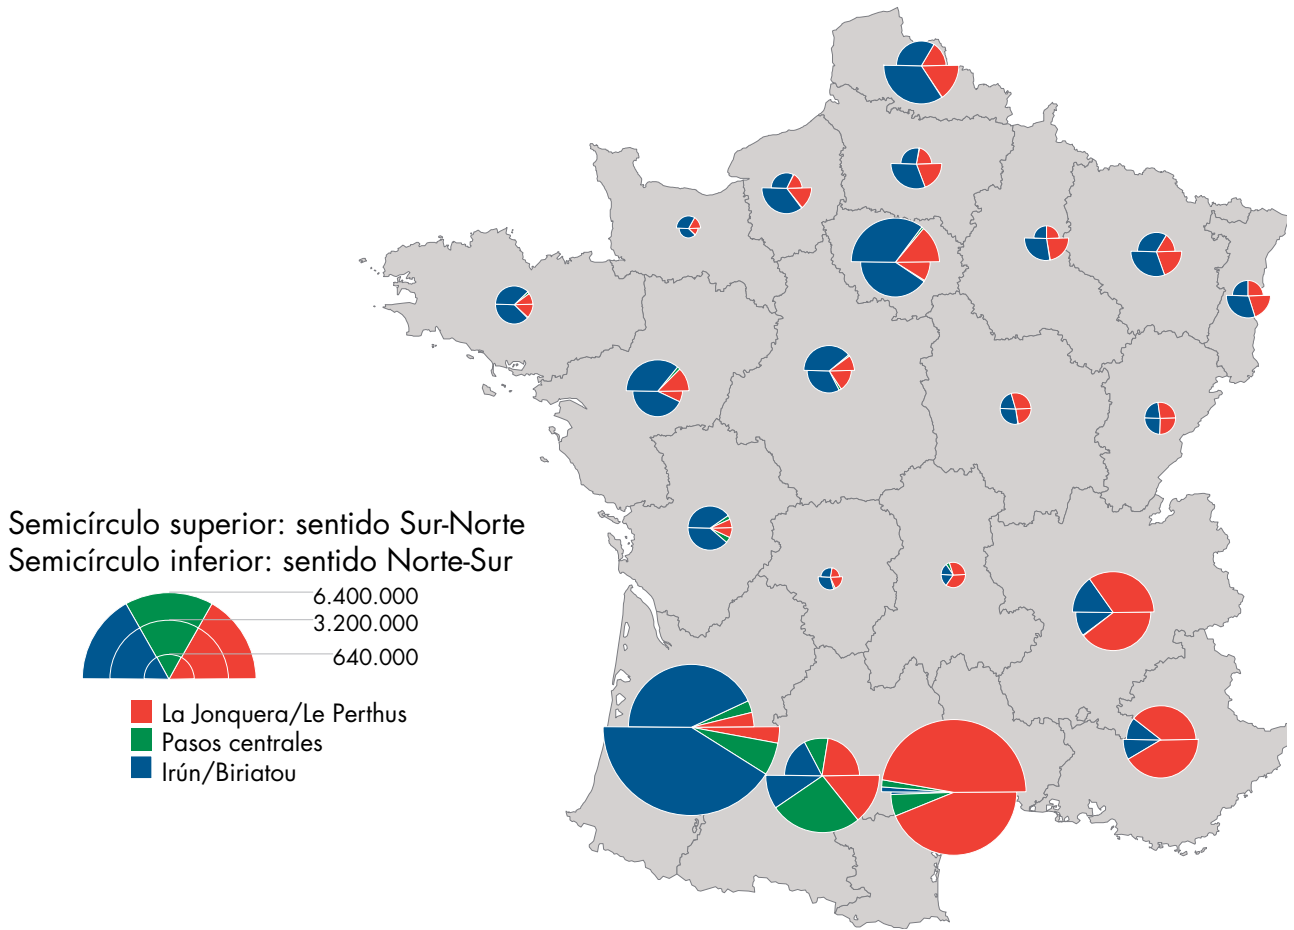 Semicírculo superior: sentido Sur-Norte
Semicírculo inferior: sentido Norte-Sur
6.400.000
3.200.000
640.000
La Jonquera/Le Perthus
Pasos centrales
Irún/Biriatou